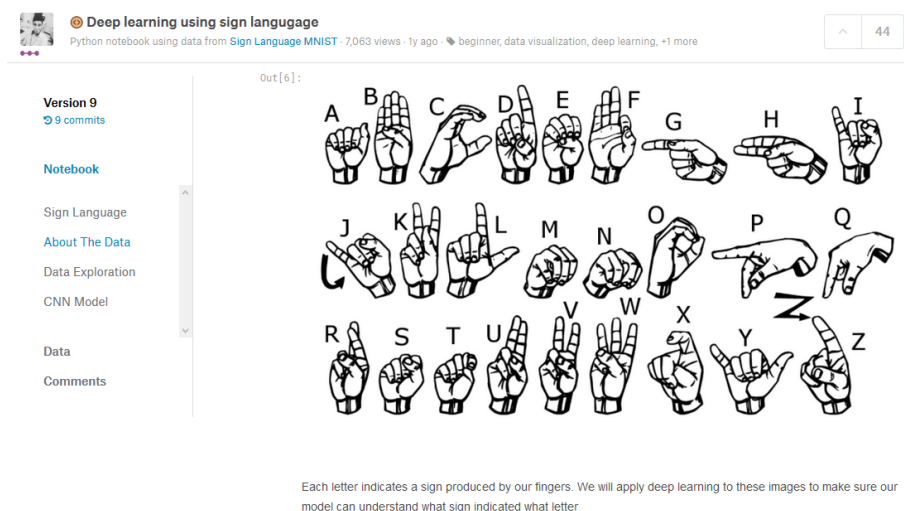 Deep learning using sign langugage
Python notebook using data from Sign Language MNIST · 7,063 views · 1y ago · beginner, data visualization, deep learning, +1 more
44
Version 9
9 commits
Notebook
Sign Language
About The Data
Data Exploration
CNN Model
Data
Comments
Out[6]:
A B C D E F G H I
J K L M N O P Q
R S T U V W X Y Z
Each letter indicates a sign produced by our fingers. We will apply deep learning to these images to make sure our
model can understand what sign indicated what letter